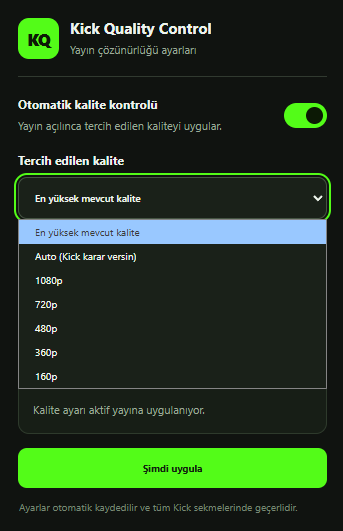 KQ
Kick Quality Control
Yayın çözünürlüğü ayarları
Otomatik kalite kontrolü
Yayın açılınca tercih edilen kaliteyi uygular.
Tercih edilen kalite
En yüksek mevcut kalite
En yüksek mevcut kalite
Auto (Kick karar versin)
1080p
720p
480p
360p
160p
Kalite ayarı aktif yayına uygulanıyor.
Şimdi uygula
Ayarlar otomatik kaydedilir ve tüm Kick sekmelerinde geçerlidir.